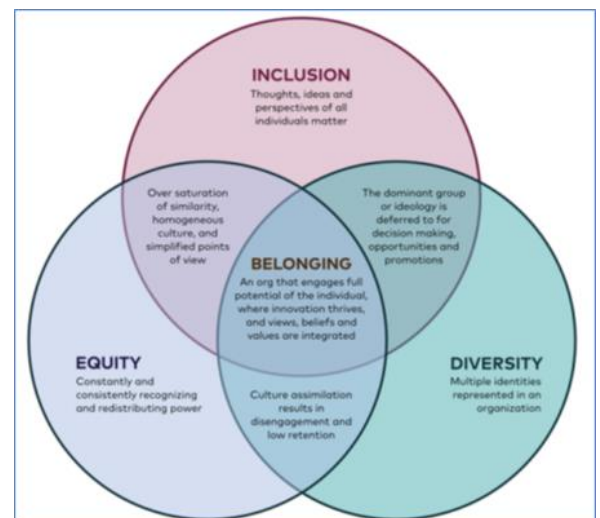 INCLUSION
Thoughts, ideas and
perspectives of all
individuals matter
Over saturation
of similarity,
homogeneous
culture, and
simplified points
of view
The dominant group
or ideology is
deferred to for
decision making,
opportunities and
promotions
BELONGING
An org that engages full
potential of the individual,
where innovation thrives,
and views, beliefs and
values are integrated
EQUITY
Constantly and
consistently recognizing
and redistributing power
DIVERSITY
Multiple identities
represented in an
organization
Culture assimilation
results in
disengagement and
low retention